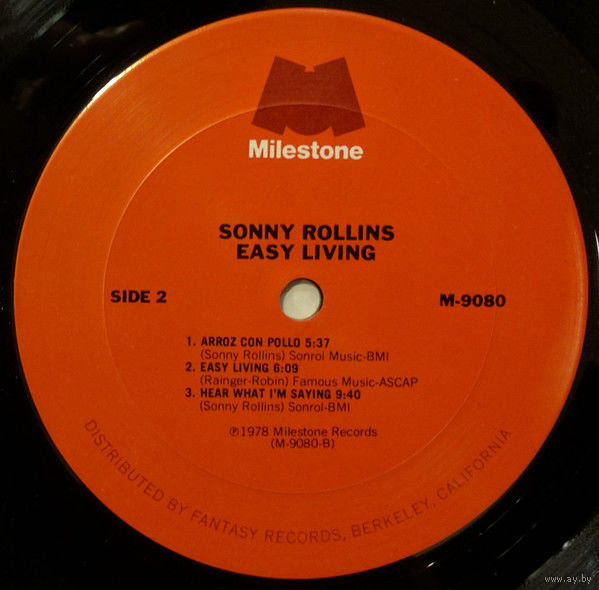 Milestone
SONNY ROLLINS
EASY LIVING
SIDE 2
M-9080
1. ARROZ CON POLLO 5:37
(Sonny Rollins) Sonrol Music-BMI
2. EASY LIVING 6:09
(Rainger-Robin) Famous Music-ASCAP
3. HEAR WHAT I'M SAYING 9:40
(Sonny Rollins) Sonrol-BMI
℗1978 Milestone Records
(M-9080-B)
DISTRIBUTED BY FANTASY RECORDS, BERKELEY, CALIFORNIA
www.ay.by